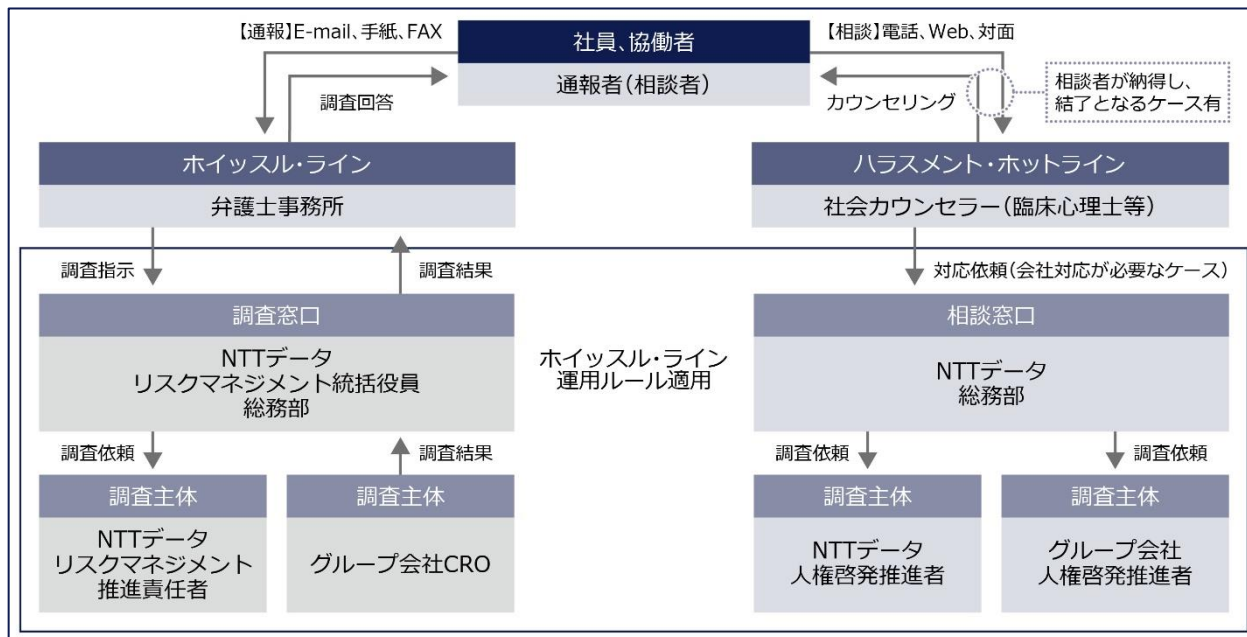 【通報】E-mail、手紙、FAX
社員、協働者
【相談】電話、Web、対面
通報者（相談者）
調査回答
カウンセリング
相談者が納得し、
結了となるケース有
ホイッスル・ライン
弁護士事務所
ハラスメント・ホットライン
社会カウンセラー（臨床心理士等）
調査指示
調査結果
対応依頼（会社対応が必要なケース）
調査窓口
NTTデータ
リスクマネジメント統括役員
総務部
ホイッスル・ライン
運用ルール適用
相談窓口
NTTデータ
総務部
調査依頼
調査結果
調査依頼
調査依頼
調査主体
NTTデータ
リスクマネジメント
推進責任者
調査主体
グループ会社CRO
調査主体
NTTデータ
人権啓発推進者
調査主体
グループ会社
人権啓発推進者